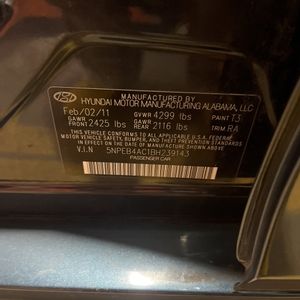 MANUFACTURED BY
HYUNDAI MOTOR MANUFACTURING ALABAMA, LLC
Feb/02/11 GVWR 4299 lbs
GAWR FRONT 2425 lbs GAWR REAR 2116 lbs PAINT T3 TRIM RA
THIS VEHICLE CONFORMS TO ALL APPLICABLE U.S. FEDERAL
MOTOR VEHICLE SAFETY, BUMPER, AND THEFT PREVENTION STANDARDS
IN EFFECT ON THE DATE OF MANUFACTURE SHOWN ABOVE.
V.I.N 5NPEB4AC1BH239143
PASSENGER CAR